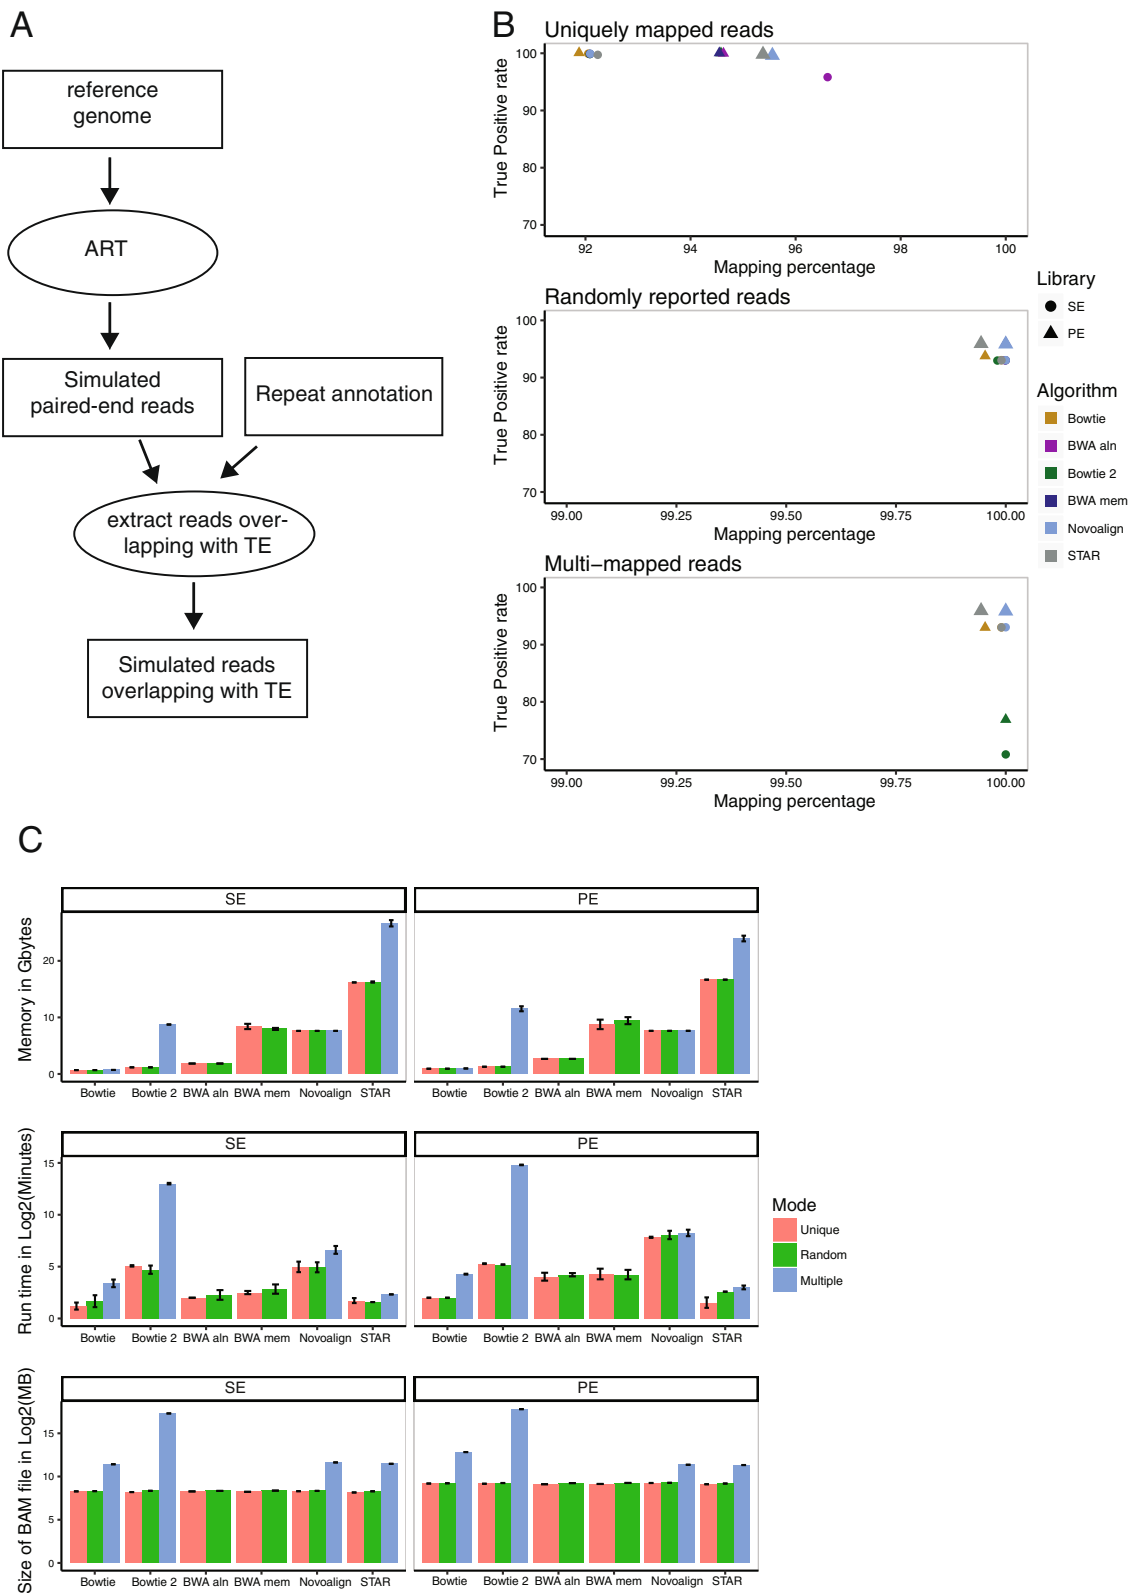 A
reference
genome
ART
Simulated
paired-end reads
Repeat annotation
extract reads over-
lapping with TE
Simulated reads
overlapping with TE
B
Uniquely mapped reads
True Positive rate
100
90
80
70
92 94 96 98 100
Mapping percentage
Randomly reported reads
True Positive rate
100
90
80
70
99.00 99.25 99.50 99.75 100.00
Mapping percentage
Multi−mapped reads
True Positive rate
100
90
80
70
99.00 99.25 99.50 99.75 100.00
Mapping percentage
Library
SE
PE
Algorithm
Bowtie
BWA aln
Bowtie 2
BWA mem
Novoalign
STAR
C
SE PE
Memory in Gbytes
20
10
0
Bowtie Bowtie 2 BWA aln BWA mem Novoalign STAR
Bowtie Bowtie 2 BWA aln BWA mem Novoalign STAR
SE PE
Run time in Log2(Minutes)
15
10
5
0
Bowtie Bowtie 2 BWA aln BWA mem Novoalign STAR
Bowtie Bowtie 2 BWA aln BWA mem Novoalign STAR
Mode
Unique
Random
Multiple
SE PE
Size of BAM file in Log2(MB)
15
10
5
0
Bowtie Bowtie 2 BWA aln BWA mem Novoalign STAR
Bowtie Bowtie 2 BWA aln BWA mem Novoalign STAR